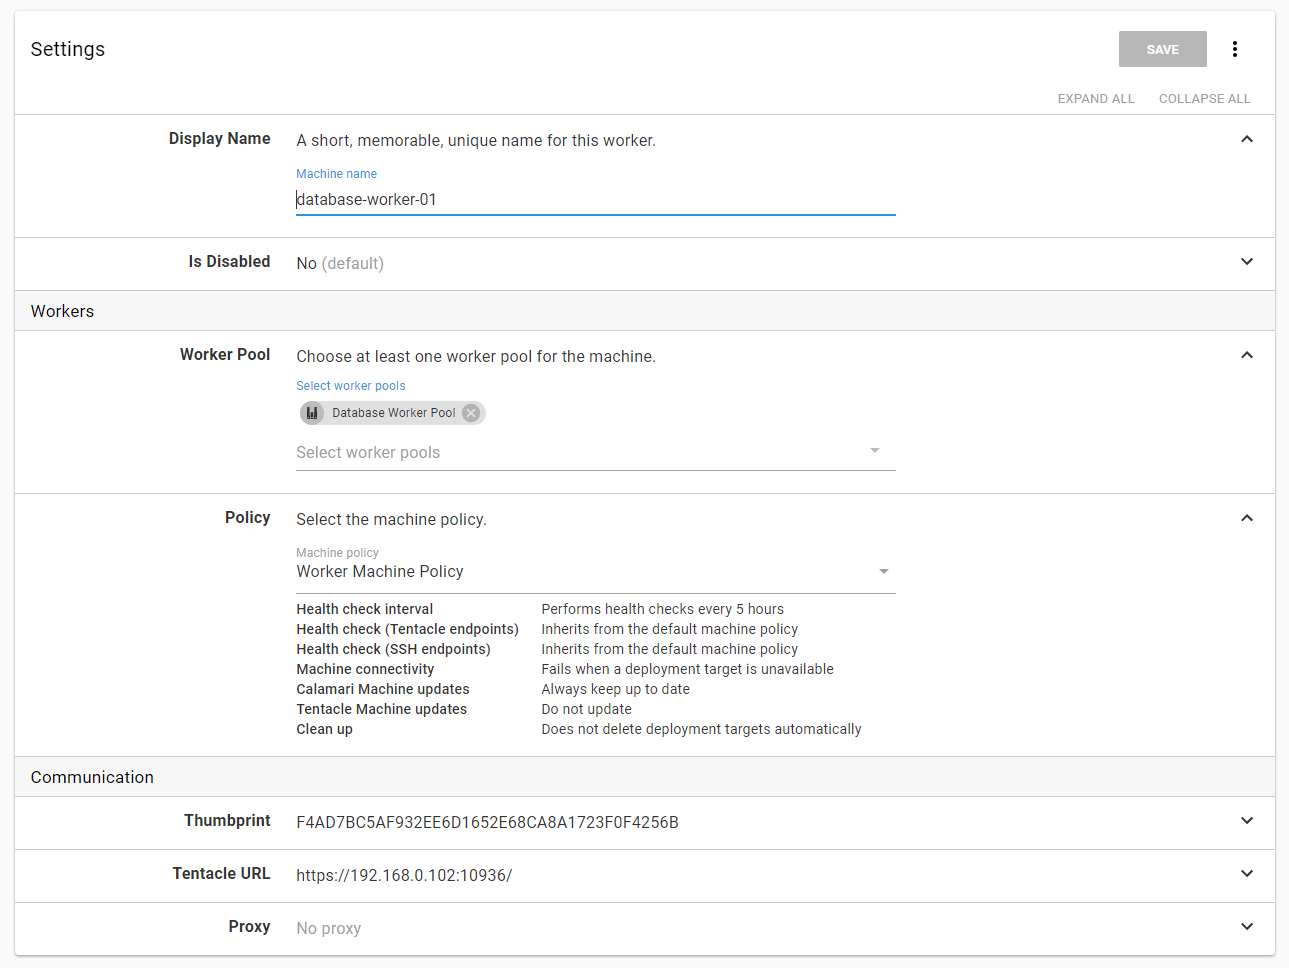 Settings
SAVE
EXPAND ALL COLLAPSE ALL
Display Name A short, memorable, unique name for this worker.
Machine name
database-worker-01
Is Disabled No (default)
Workers
Worker Pool Choose at least one worker pool for the machine.
Select worker pools
Database Worker Pool
Select worker pools
Policy Select the machine policy.
Machine policy
Worker Machine Policy
Health check interval Performs health checks every 5 hours
Health check (Tentacle endpoints) Inherits from the default machine policy
Health check (SSH endpoints) Inherits from the default machine policy
Machine connectivity Fails when a deployment target is unavailable
Calamari Machine updates Always keep up to date
Tentacle Machine updates Do not update
Clean up Does not delete deployment targets automatically
Communication
Thumbprint F4AD7BC5AF932EE6D1652E68CA8A1723F0F4256B
Tentacle URL https://192.168.0.102:10936/
Proxy No proxy